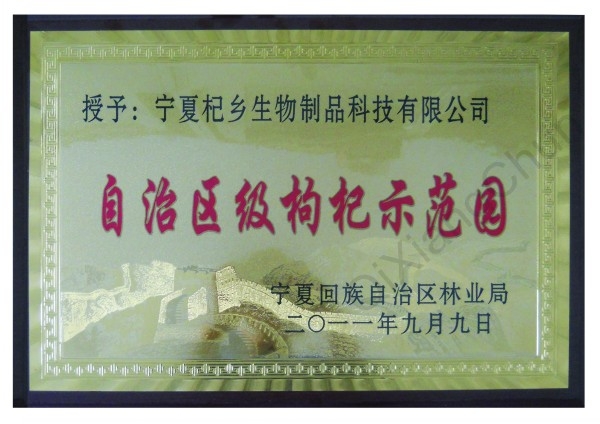 授予：宁夏杞乡生物制品科技有限公司
自治区级枸杞示范园
宁夏回族自治区林业局
二〇一一年九月九日